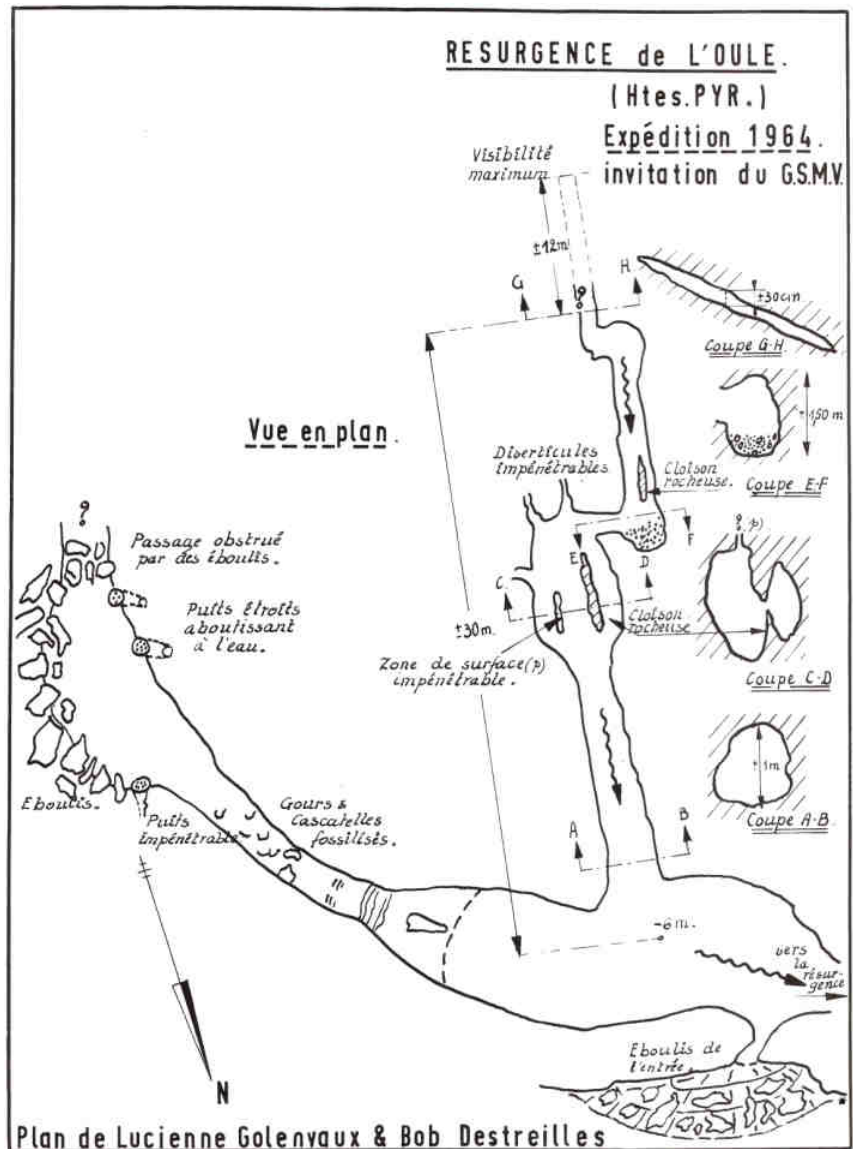 RESURGENCE de L'OULE.
(Htes.PYR.)
Expédition 1964.
invitation du G.S.M.V.
Visibilité
maximum
±12m.
G
H
?
±30cm
Coupe G-H.
±1,50 m
Coupe E-F
Vue en plan.
Diserticules
impénétrables
Cloison
rocheuse.
F
E
D
C.
? p)
?
Passage obstrué
par des éboulis.
Puits étroits
aboutissant
à l'eau.
±30m.
Cloison
rocheuse
Zone de surface(p)
impénétrable.
Coupe C-D
±1m
Coupe A-B.
Eboulis.
Puits
impénétrable
Gours &
Cascatelles
fossilisés.
A
B
-6m.
vers
la
résur-
gence
Eboulis de
l'entrée.
N
Plan de Lucienne Golenvaux & Bob Destreilles